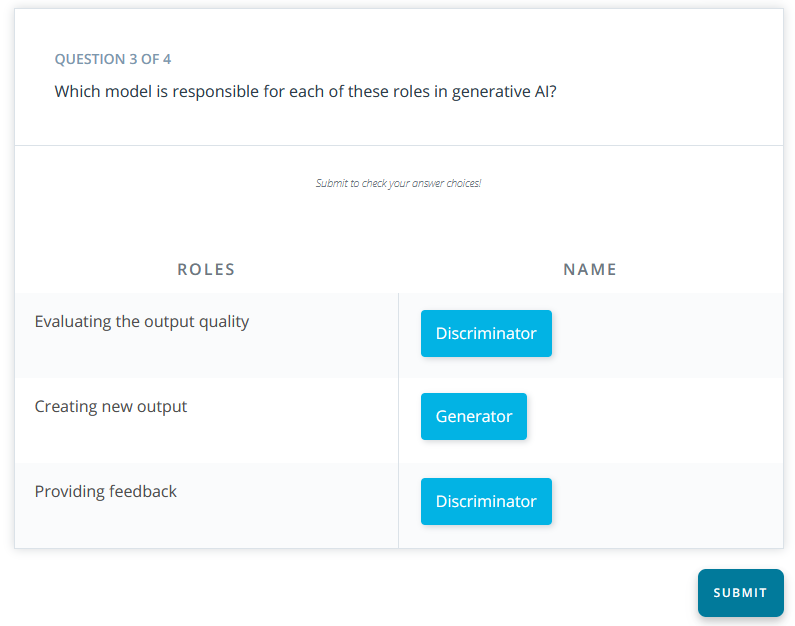 QUESTION 3 OF 4
Which model is responsible for each of these roles in generative AI?
Submit to check your answer choices!
ROLES NAME
Evaluating the output quality Discriminator
Creating new output Generator
Providing feedback Discriminator
SUBMIT